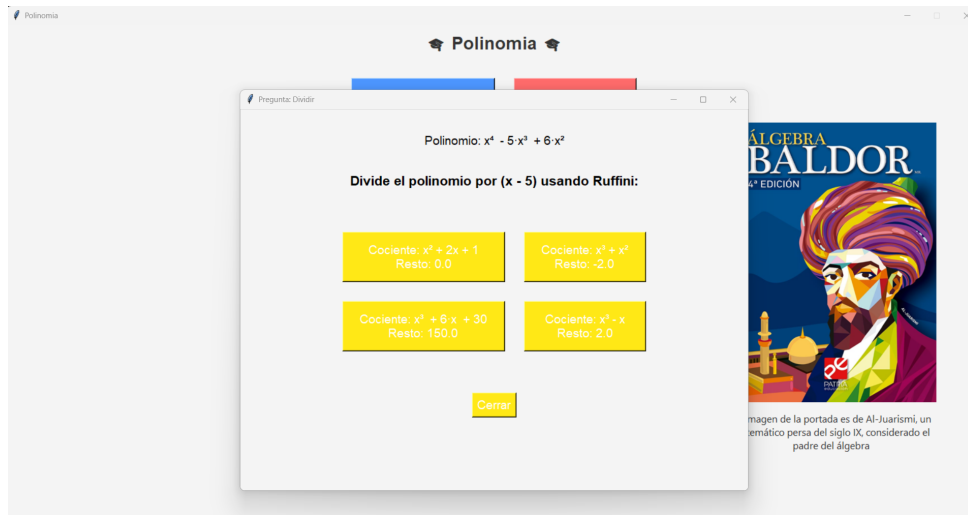 Polinomia
🎓 Polinomia 🎓
Pregunta: Dividir
Polinomio: x⁴ - 5·x³ + 6·x²
Divide el polinomio por (x - 5) usando Ruffini:
Cociente: x² + 2x + 1
Resto: 0.0
Cociente: x³ + x²
Resto: -2.0
Cociente: x³ + 6·x + 30
Resto: 150.0
Cociente: x³ - x
Resto: 2.0
Cerrar
ÁLGEBRA
BALDOR
4ª EDICIÓN
AL-JUARISMI
PATRIA
magen de la portada es de Al-Juarismi, un
temático persa del siglo IX, considerado el
padre del álgebra